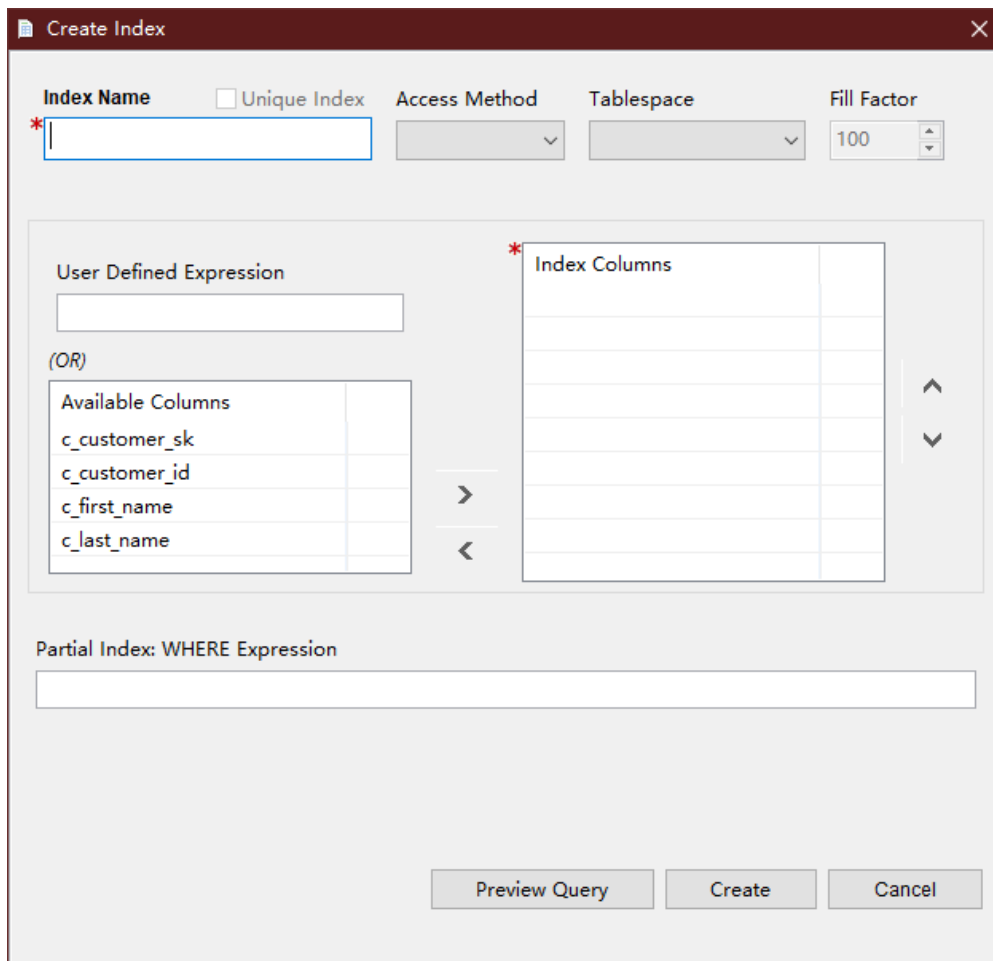 Create Index
Index Name
Unique Index
Access Method
Tablespace
Fill Factor
*
100
*
User Defined Expression
Index Columns
(OR)
Available Columns
c_customer_sk
c_customer_id
c_first_name
c_last_name
Partial Index: WHERE Expression
Preview Query
Create
Cancel